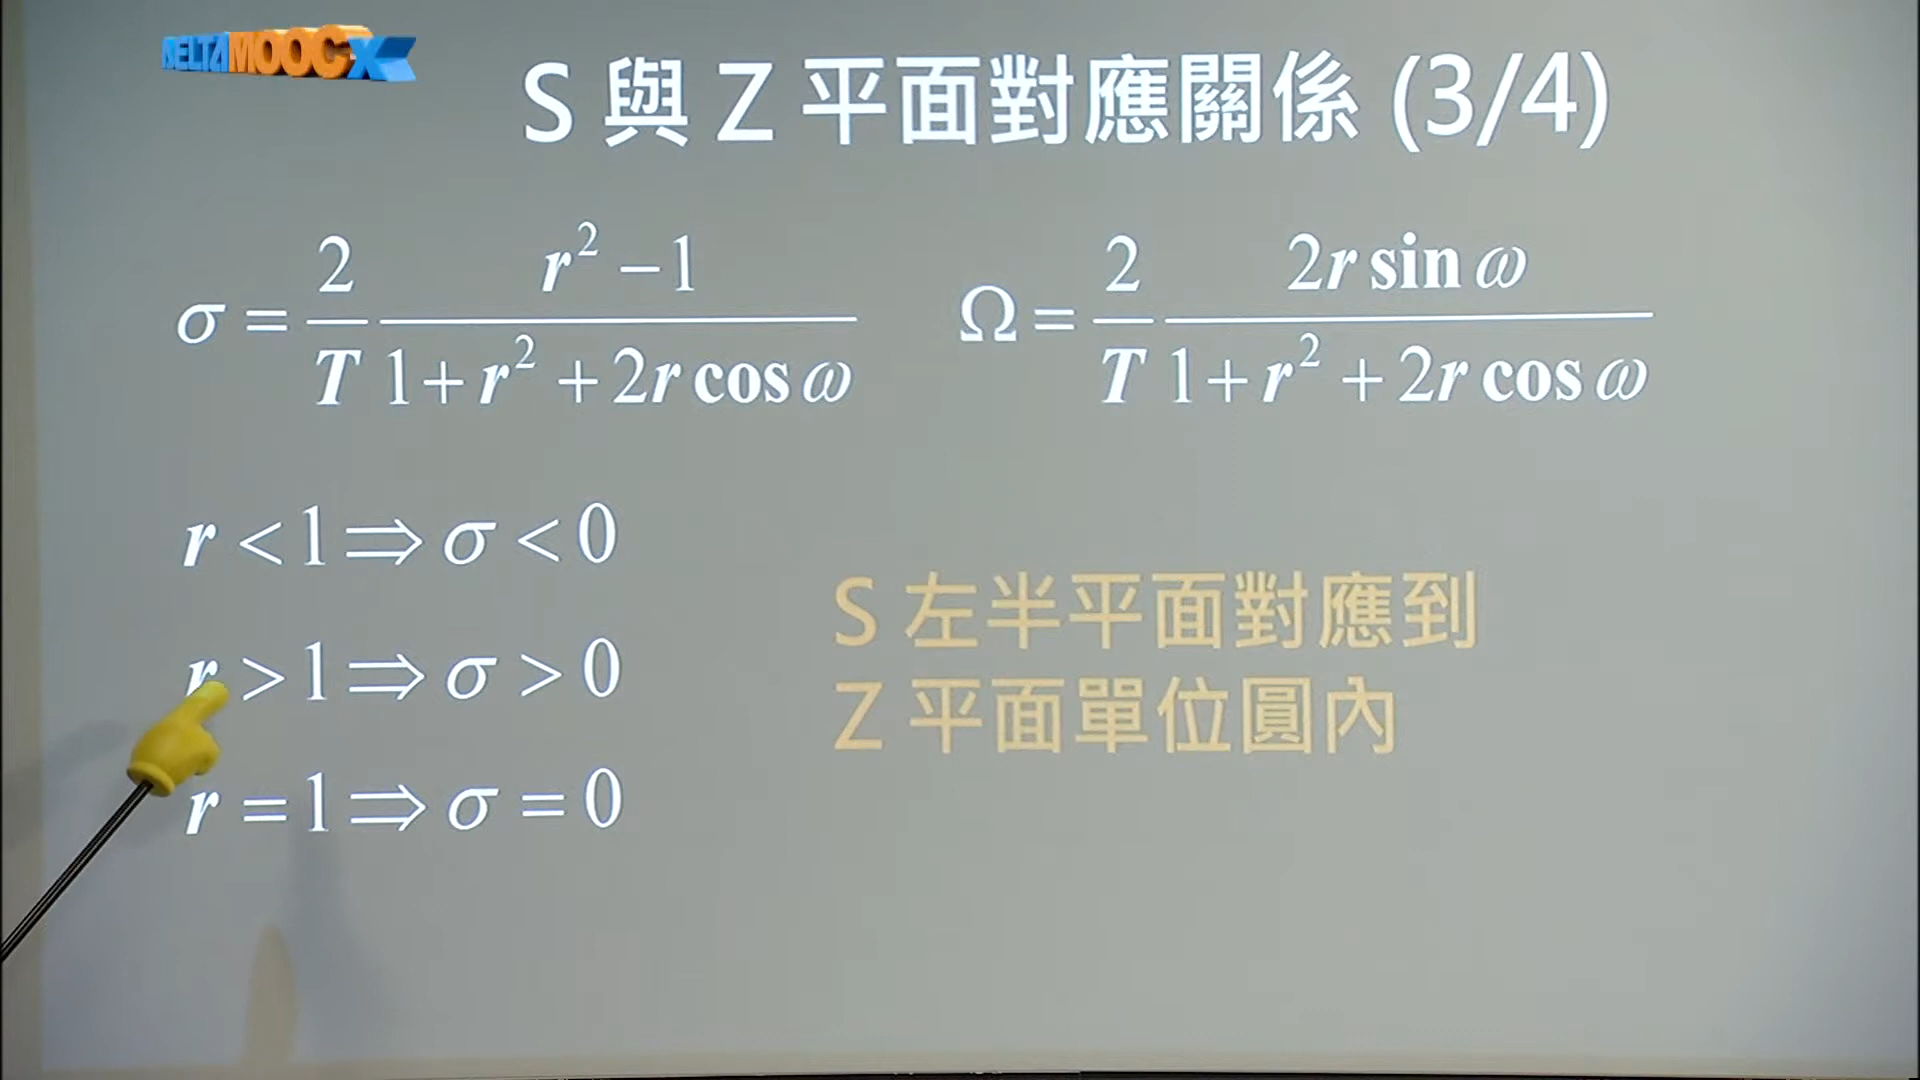 DELTAMOOCx
S 與 Z 平面對應關係 (3/4)
σ = 2/T (r² − 1)/(1 + r² + 2r cos ω)
Ω = 2/T (2r sin ω)/(1 + r² + 2r cos ω)
r < 1 ⇒ σ < 0
r > 1 ⇒ σ > 0
r = 1 ⇒ σ = 0
S 左半平面對應到
Z 平面單位圓內